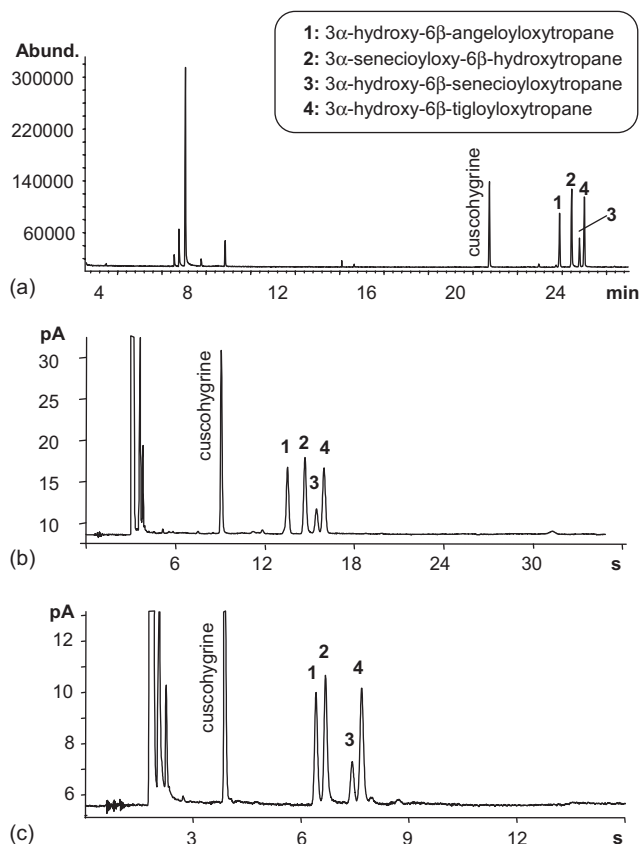 Abund.
1: 3α-hydroxy-6β-angeloyloxytropane
2: 3α-senecioyloxy-6β-hydroxytropane
3: 3α-hydroxy-6β-senecioyloxytropane
4: 3α-hydroxy-6β-tigloyloxytropane
300000
220000
140000
60000
cuscohygrine
1
2
4
3
(a)
4 8 12 16 20 24 min
pA
30
25
20
15
10
cuscohygrine
1
2
3
4
(b)
6 12 18 24 30 s
pA
12
10
8
6
cuscohygrine
1
2
3
4
(c)
3 6 9 12 s